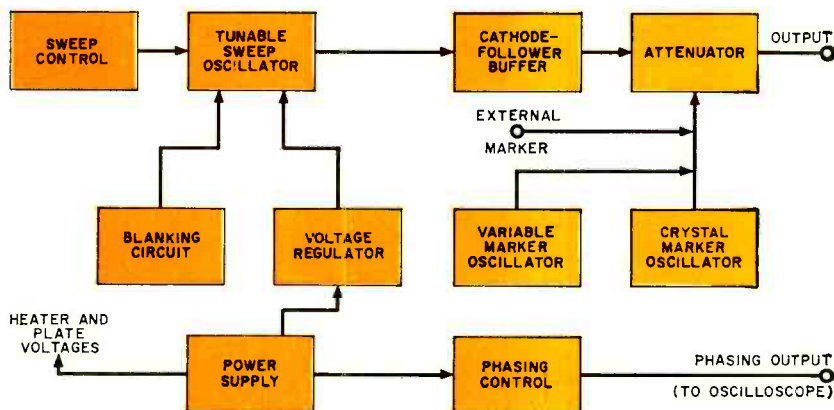 SWEEP
CONTROL
TUNABLE
SWEEP
OSCILLATOR
CATHODE-
FOLLOWER
BUFFER
ATTENUATOR
OUTPUT
EXTERNAL
MARKER
BLANKING
CIRCUIT
VOLTAGE
REGULATOR
VARIABLE
MARKER
OSCILLATOR
CRYSTAL
MARKER
OSCILLATOR
HEATER AND
PLATE
VOLTAGES
POWER
SUPPLY
PHASING
CONTROL
PHASING OUTPUT
(TO OSCILLOSCOPE)